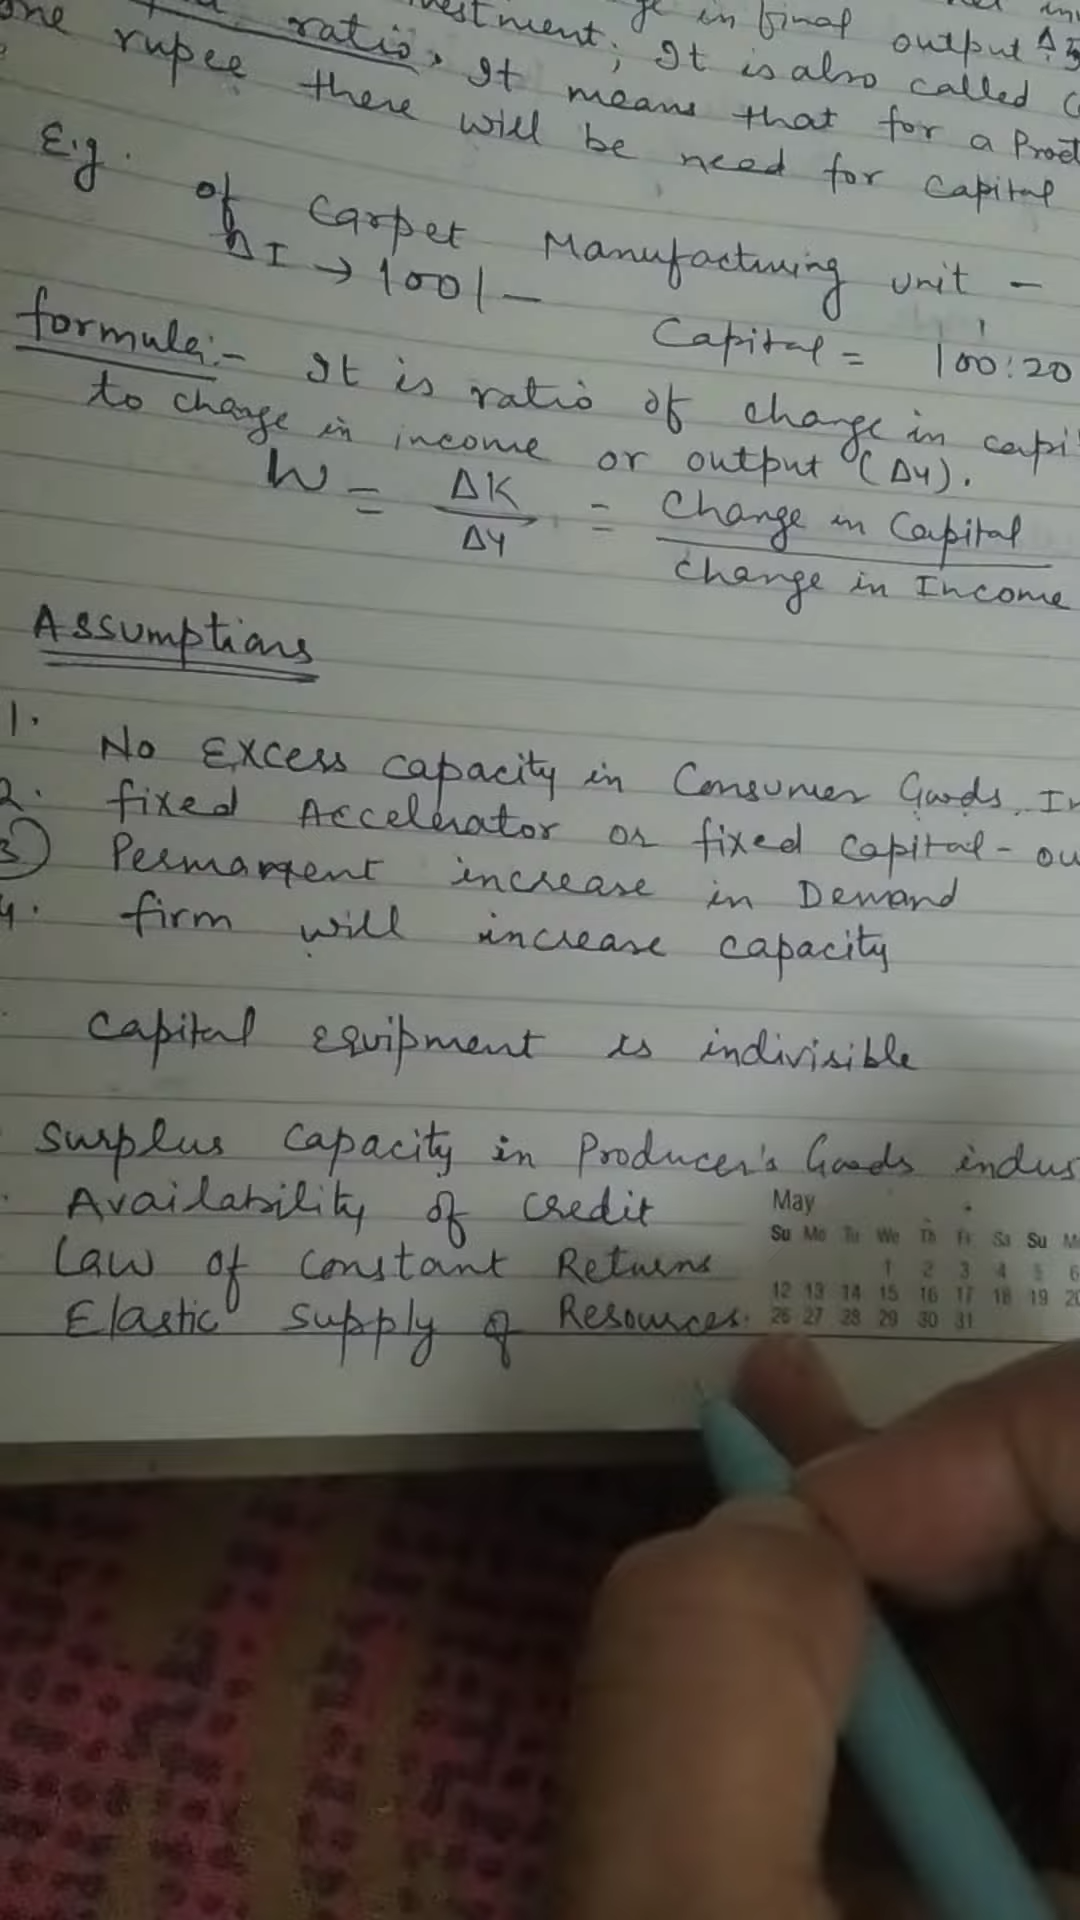 ge in final output
ratio. It means that for a
investment; It is also called
one rupee there will be need for Capital
E.g. of Carpet Manufacturing unit -
ΔI → 100/-
Capital = 100:20
formula:- It is ratio of change in capi
to change in income or output (ΔY).
W = ΔK / ΔY = Change in Capital / change in Income
Assumptions
1. No Excess capacity in Consumer Goods In
2. fixed Accelerator or fixed Capital - ou
3) Permanent increase in Demand
4. firm will increase capacity
Capital equipment is indivisible
Surplus Capacity in Producer's Goods indus
Availability of credit
Law of Constant Returns
Elastic supply of Resources.
May
Su Mo Tu We Th Fr Sa Su M
1 2 3 4 5 6
12 13 14 15 16 17 18 19 20
26 27 28 29 30 31